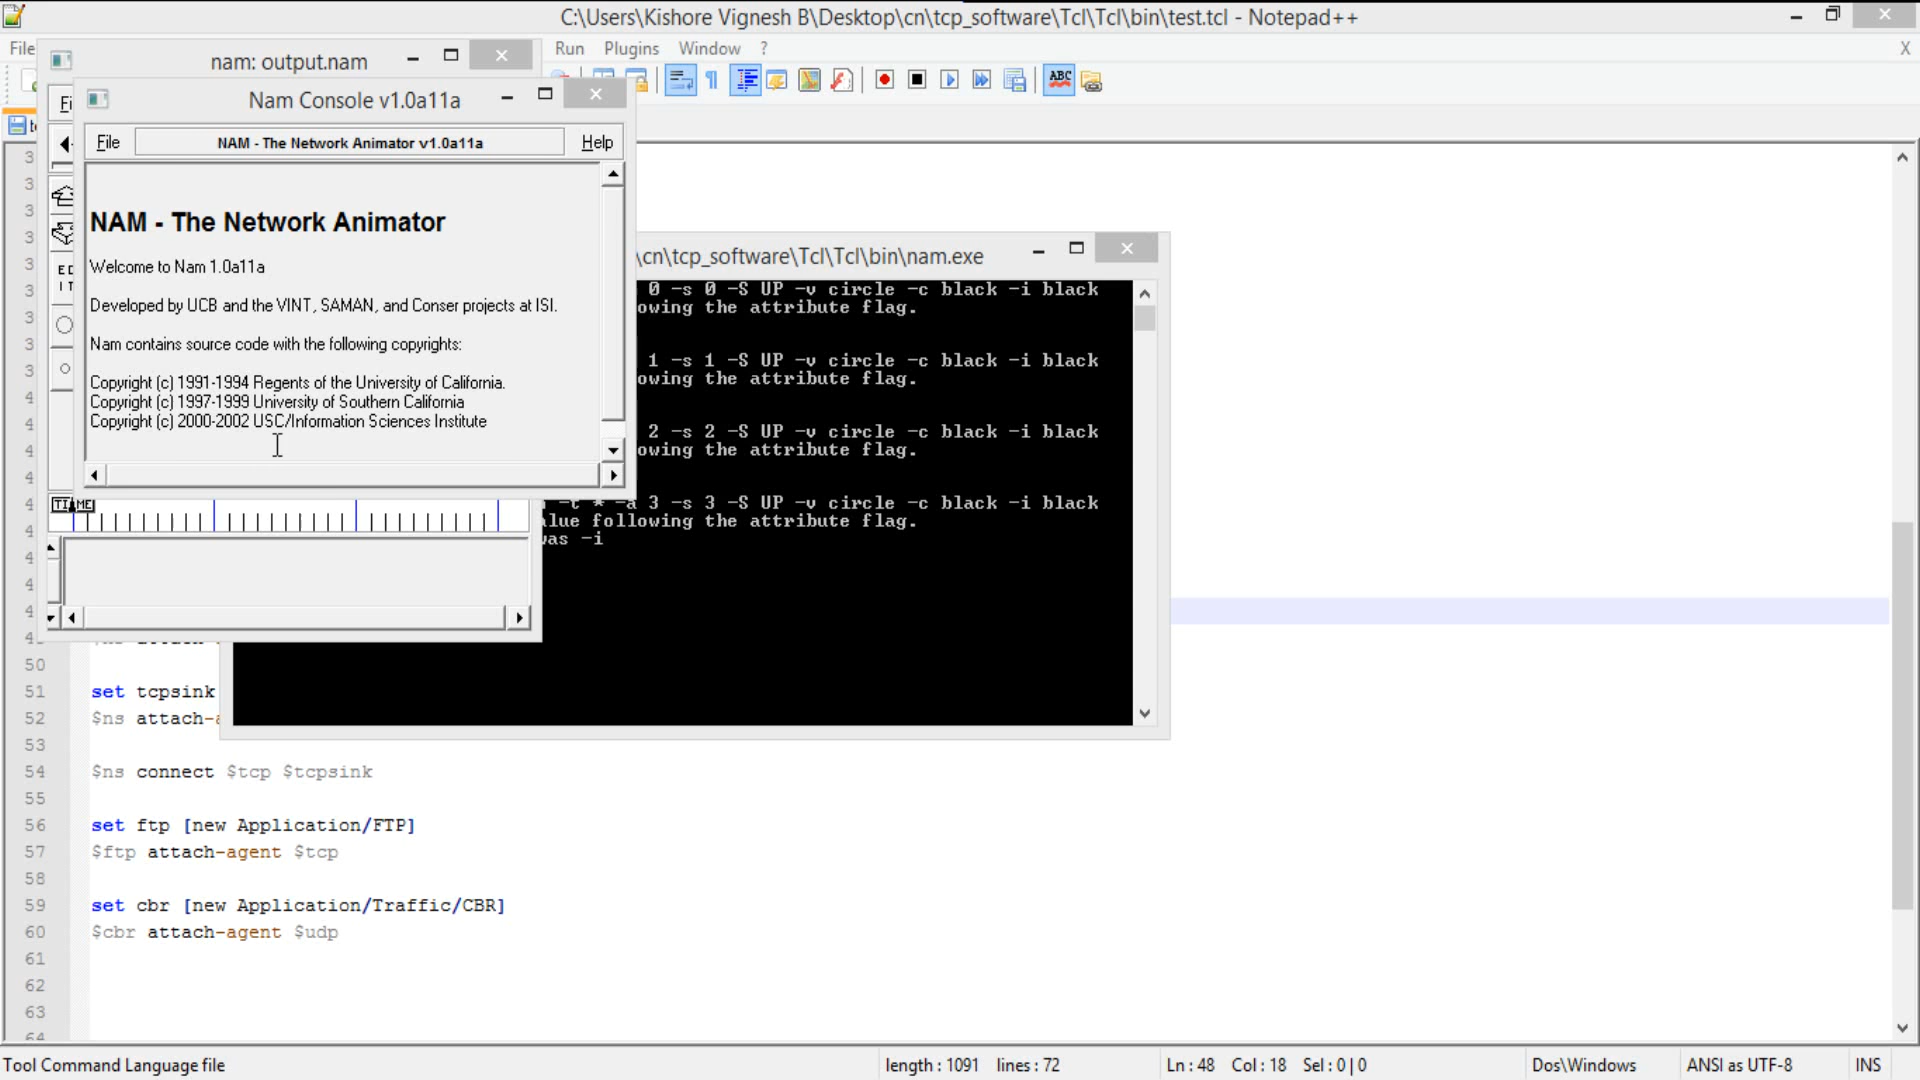 C:\Users\Kishore Vignesh B\Desktop\cn\tcp_software\Tcl\Tcl\bin\test.tcl - Notepad++
File
Run Plugins Window ?
X
nam: output.nam
Nam Console v1.0a11a
File
NAM - The Network Animator v1.0a11a
Help
NAM - The Network Animator
Welcome to Nam 1.0a11a
Developed by UCB and the VINT, SAMAN, and Conser projects at ISI.
Nam contains source code with the following copyrights:
Copyright (c) 1991-1994 Regents of the University of California.
Copyright (c) 1997-1999 University of Southern California
Copyright (c) 2000-2002 USC/Information Sciences Institute
ABC
ED
IT
TIME
\cn\tcp_software\Tcl\Tcl\bin\nam.exe
0 -s 0 -S UP -v circle -c black -i black
owing the attribute flag.
1 -s 1 -S UP -v circle -c black -i black
owing the attribute flag.
2 -s 2 -S UP -v circle -c black -i black
owing the attribute flag.
-t * -a 3 -s 3 -S UP -v circle -c black -i black
alue following the attribute flag.
was -i
50
51 set tcpsink
52 $ns attach-a
53
54 $ns connect $tcp $tcpsink
55
56 set ftp [new Application/FTP]
57 $ftp attach-agent $tcp
58
59 set cbr [new Application/Traffic/CBR]
60 $cbr attach-agent $udp
61
62
63
64
Tool Command Language file
length : 1091 lines : 72
Ln : 48 Col : 18 Sel : 0 | 0
Dos\Windows
ANSI as UTF-8
INS